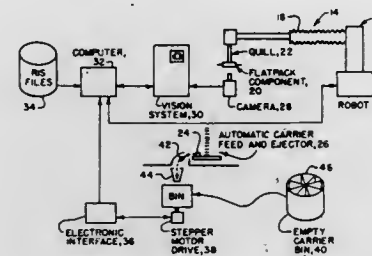 18
14
COMPUTER,
32
QUILL, 22
FLATPACK
COMPONENT,
20
RIS
FILES
34
VISION
SYSTEM, 30
CAMERA, 28
ROBOT
24
AUTOMATIC CARRIER
FEED AND EJECTOR, 26
42
44
46
BIN
ELECTRONIC
INTERFACE, 36
STEPPER
MOTOR
DRIVE, 38
EMPTY
CARRIER
BIN, 40